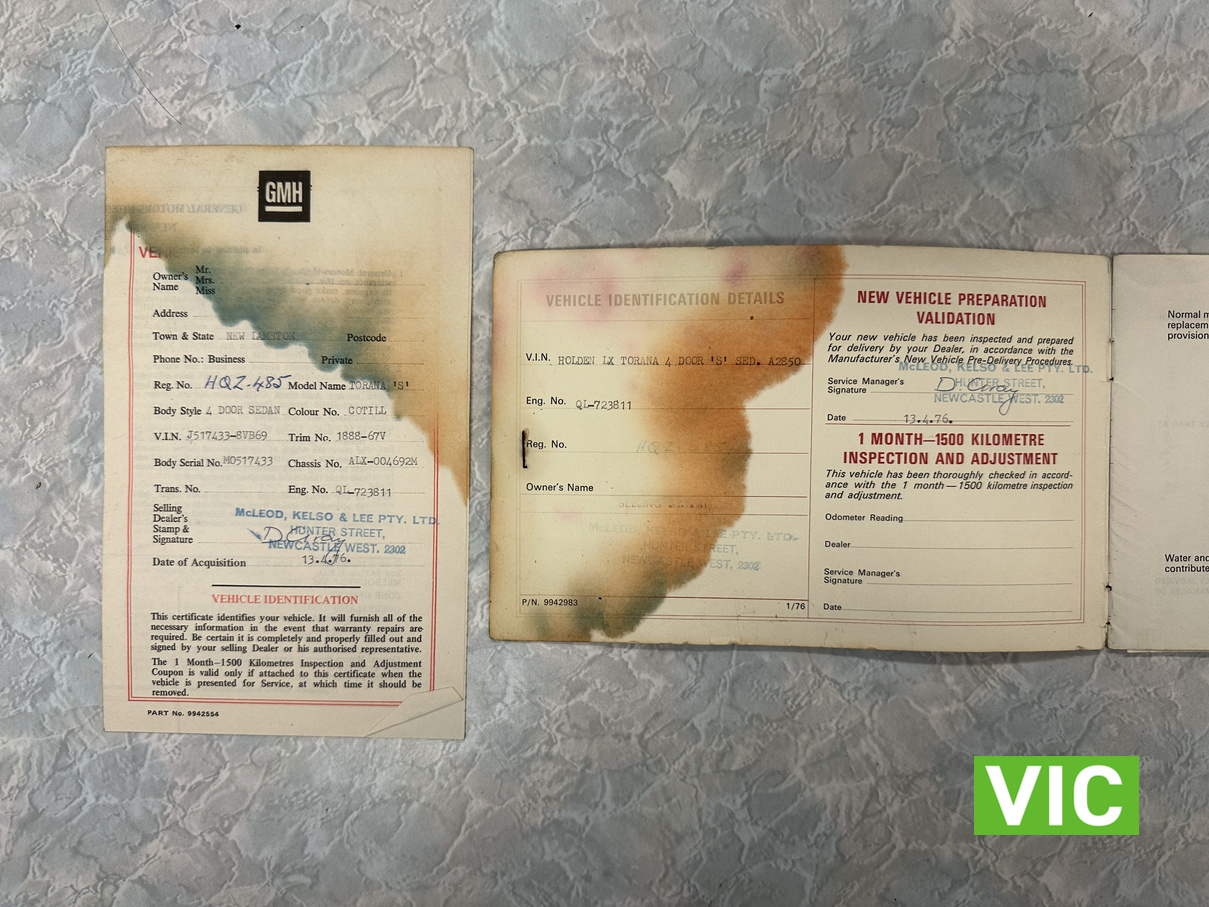 GMH
VEH
Owner's Name Mr. Mrs. Miss
Address
Town & State NEW LAMBTON Postcode
Phone No.: Business Private
Reg. No. HQZ-485 Model Name TORANA 'S'
Body Style 4 DOOR SEDAN Colour No. COTILL
V.I.N. J517433-8VB69 Trim No. 1888-67V
Body Serial No. M0517433 Chassis No. ALX-004692M
Trans. No. Eng. No. QL-723811
Selling
Dealer's
Stamp &
Signature
McLEOD, KELSO & LEE PTY. LTD.
HUNTER STREET,
NEWCASTLE WEST. 2302
Date of Acquisition 13.4.76.
VEHICLE IDENTIFICATION
This certificate identifies your vehicle. It will furnish all of the
necessary information in the event that warranty repairs are
required. Be certain it is completely and properly filled out and
signed by your selling Dealer or his authorised representative.
The 1 Month—1500 Kilometres Inspection and Adjustment
Coupon is valid only if attached to this certificate when the
vehicle is presented for Service, at which time it should be
removed.
PART No. 9942554
VEHICLE IDENTIFICATION DETAILS
V.I.N. HOLDEN LX TORANA 4 DOOR 'S' SED. A2850
Eng. No. QL-723811
Reg. No. HQZ
Owner's Name
McLEOD, KELSO & LEE PTY. LTD.
HUNTER STREET,
NEWCASTLE WEST. 2302
P/N. 9942983 1/76
NEW VEHICLE PREPARATION
VALIDATION
Your new vehicle has been inspected and prepared
for delivery by your Dealer, in accordance with the
Manufacturer's New Vehicle Pre-Delivery Procedures.
McLEOD, KELSO & LEE PTY. LTD.
HUNTER STREET,
NEWCASTLE WEST. 2302
Service Manager's
Signature D. Gray
Date 13.4.76.
1 MONTH—1500 KILOMETRE
INSPECTION AND ADJUSTMENT
This vehicle has been thoroughly checked in accord-
ance with the 1 month—1500 kilometre inspection
and adjustment.
Odometer Reading
Dealer
Service Manager's
Signature
Date
Normal m
replacem
provision
Water and
contribute
VIC